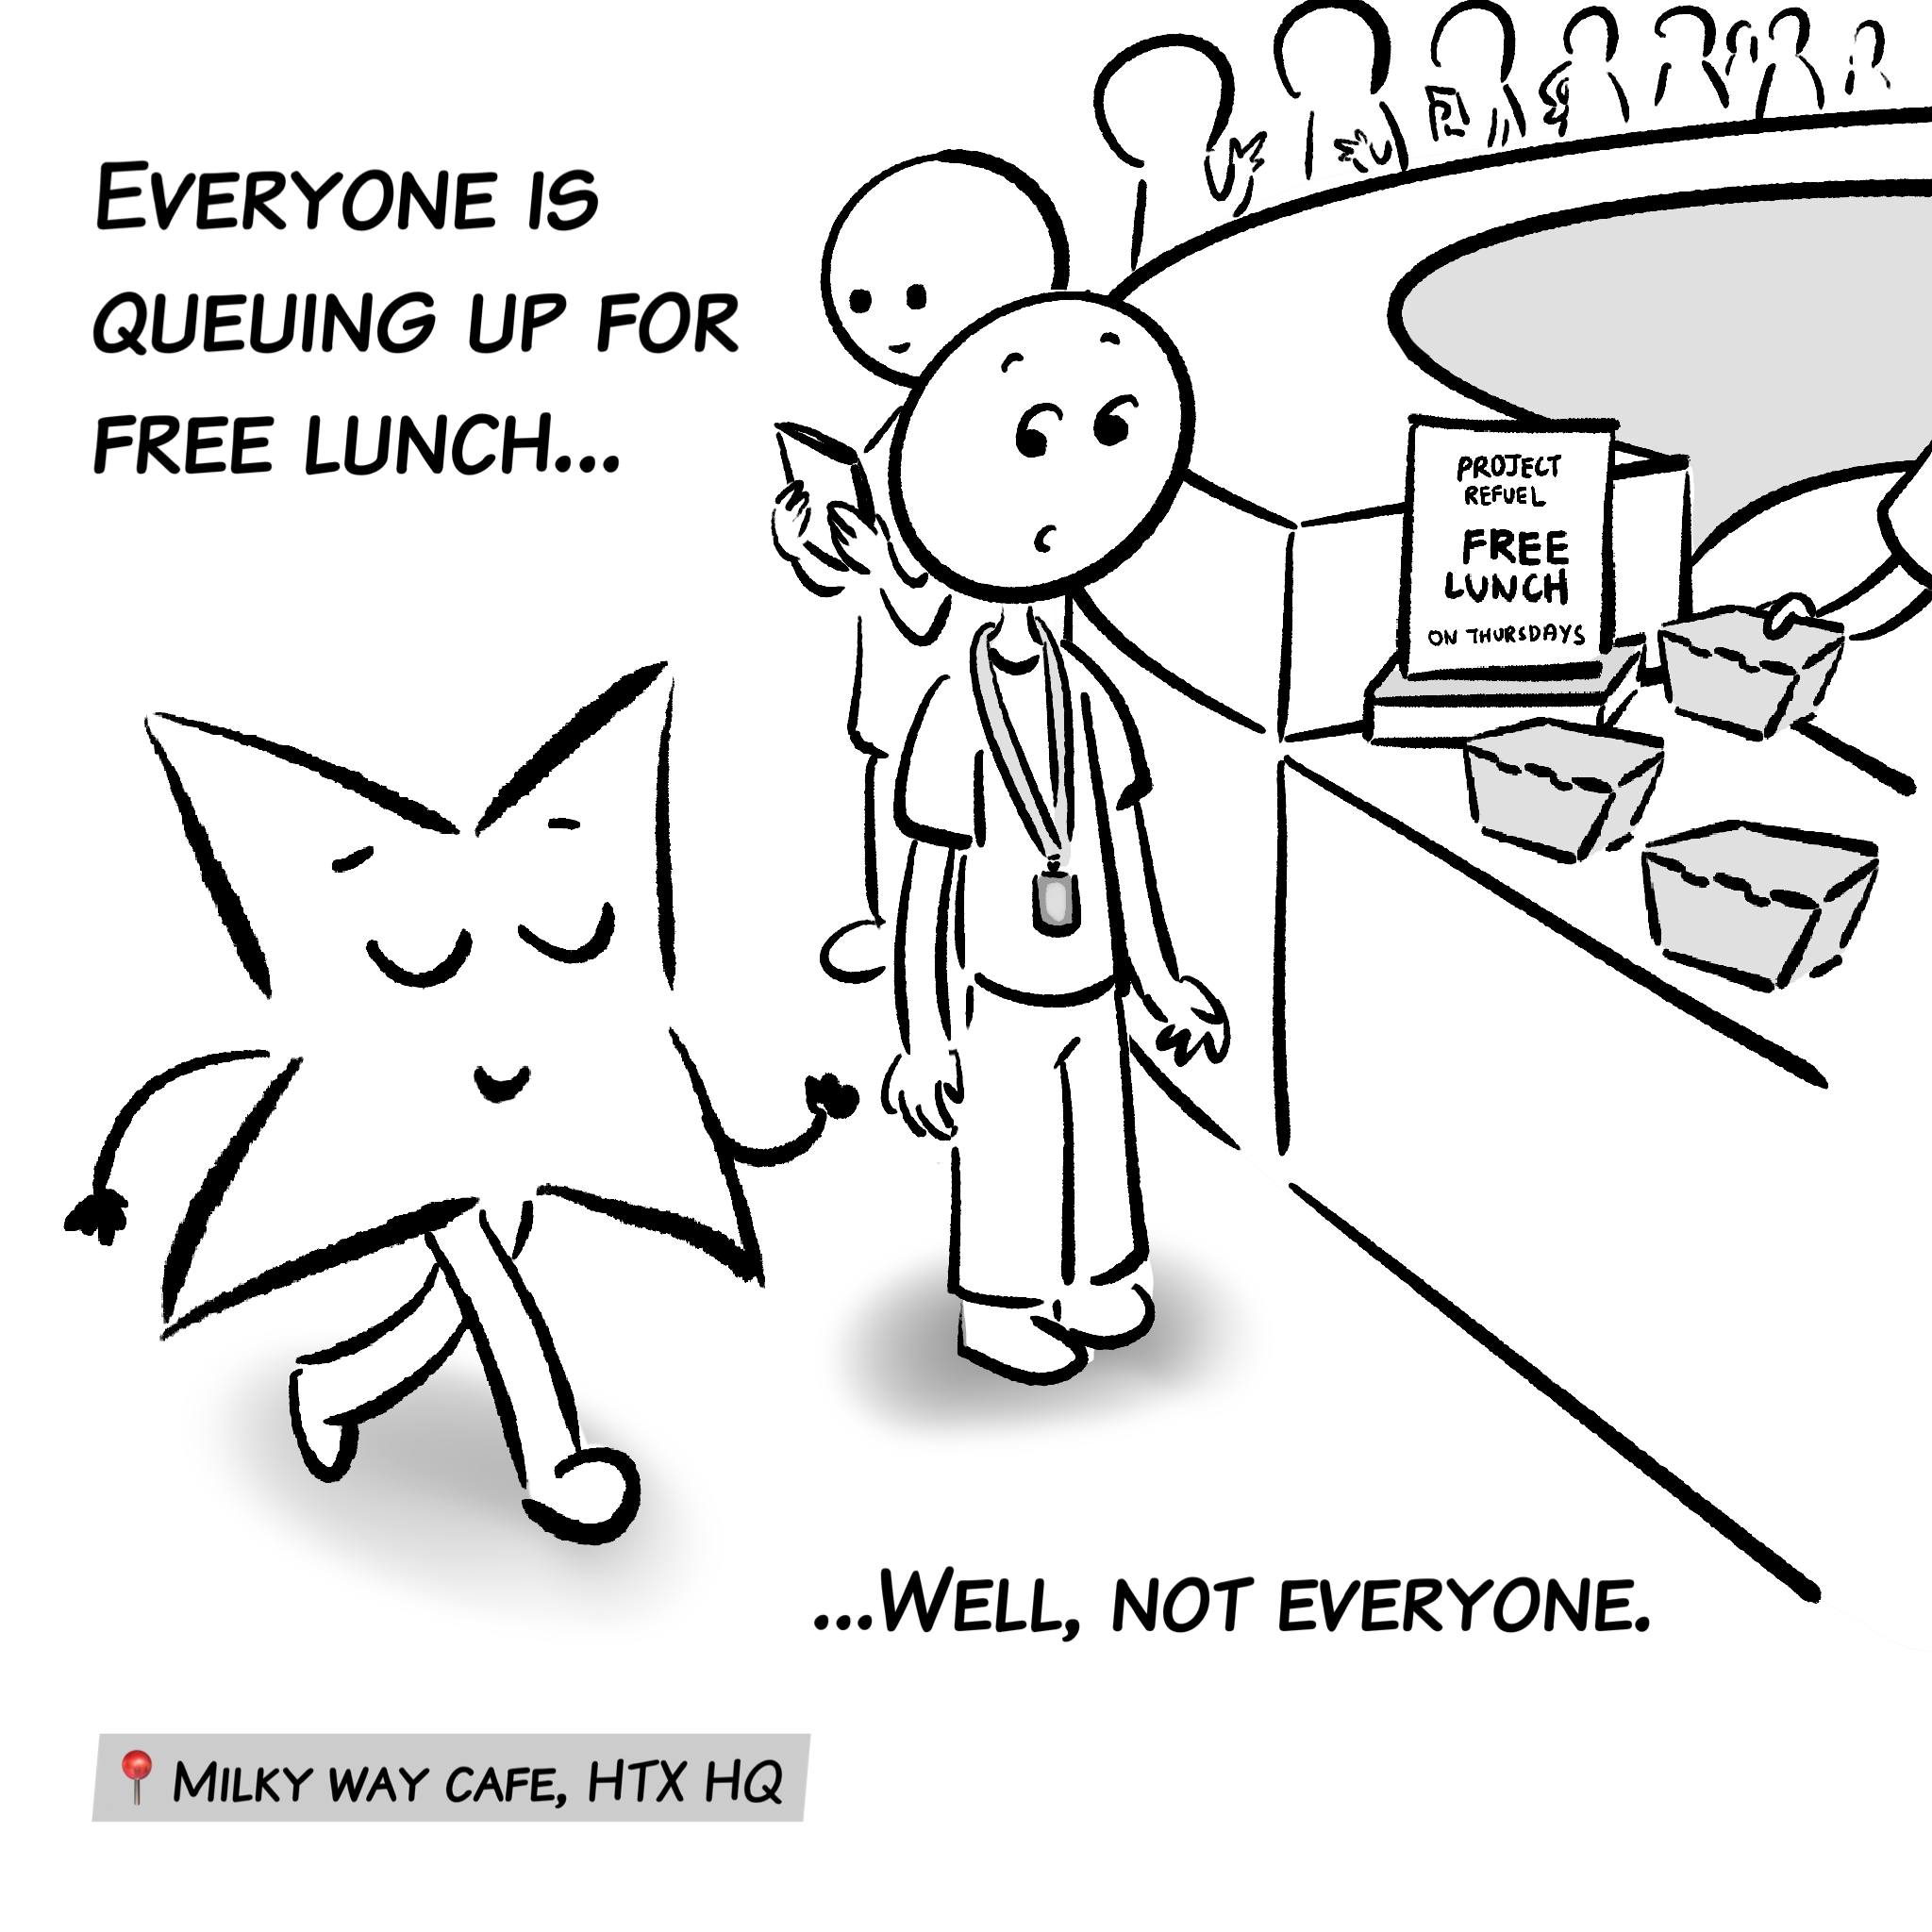 EVERYONE IS
QUEUING UP FOR
FREE LUNCH...
PROJECT
REFUEL
FREE
LUNCH
ON THURSDAYS
...WELL, NOT EVERYONE.
📍 MILKY WAY CAFE, HTX HQ